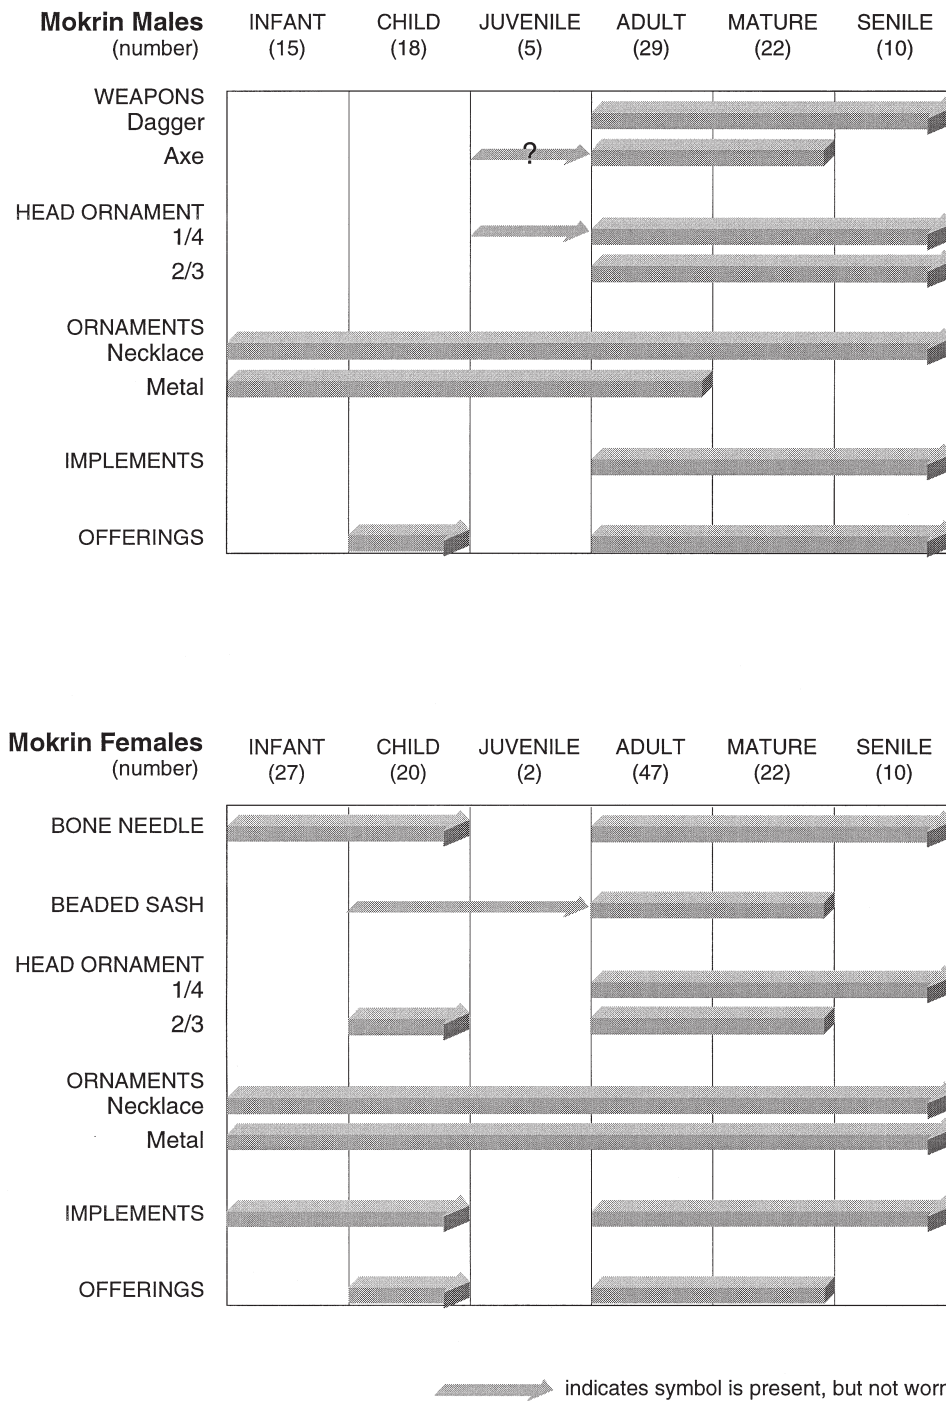 Mokrin Males INFANT CHILD JUVENILE ADULT MATURE SENILE
(number) (15) (18) (5) (29) (22) (10)
WEAPONS
Dagger
Axe ?
HEAD ORNAMENT
1/4
2/3
ORNAMENTS
Necklace
Metal
IMPLEMENTS
OFFERINGS
Mokrin Females INFANT CHILD JUVENILE ADULT MATURE SENILE
(number) (27) (20) (2) (47) (22) (10)
BONE NEEDLE
BEADED SASH
HEAD ORNAMENT
1/4
2/3
ORNAMENTS
Necklace
Metal
IMPLEMENTS
OFFERINGS
indicates symbol is present, but not worn